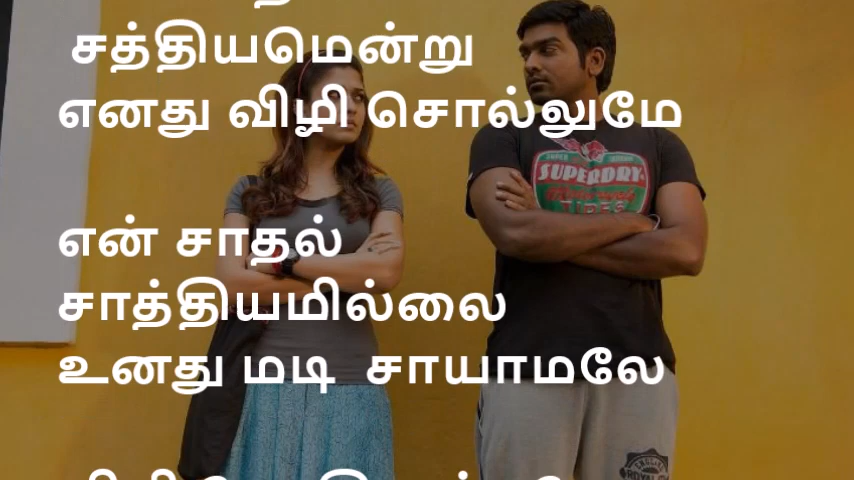 சத்தியமென்று
எனது விழி சொல்லுமே
என் சாதல்
சாத்தியமில்லை
உனது மடி சாயாமலே
SUPERDRY